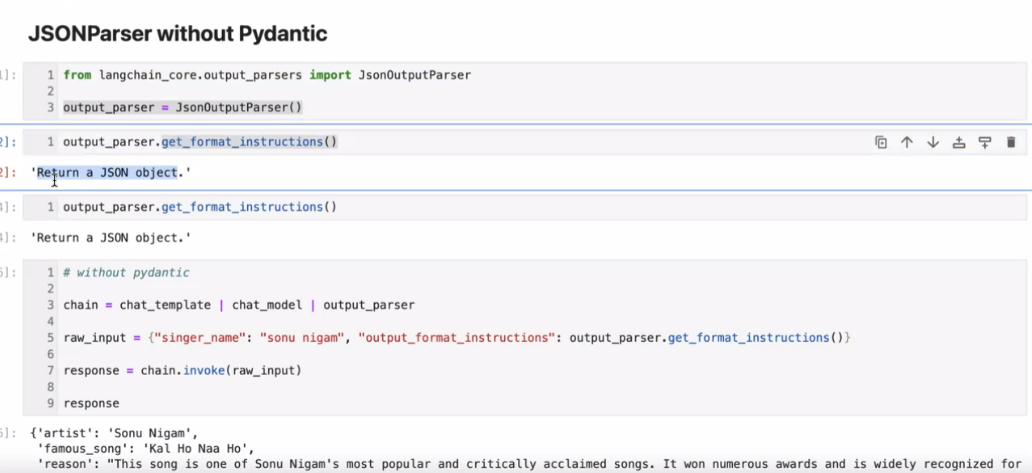 JSONParser without Pydantic
]: 1 from langchain_core.output_parsers import JsonOutputParser
2
3 output_parser = JsonOutputParser()
2]: 1 output_parser.get_format_instructions()
2]: 'Return a JSON object.'
4]: 1 output_parser.get_format_instructions()
4]: 'Return a JSON object.'
5]: 1 # without pydantic
2
3 chain = chat_template | chat_model | output_parser
4
5 raw_input = {"singer_name": "sonu nigam", "output_format_instructions": output_parser.get_format_instructions()}
6
7 response = chain.invoke(raw_input)
8
9 response
5]: {'artist': 'Sonu Nigam',
'famous_song': 'Kal Ho Naa Ho',
'reason': "This song is one of Sonu Nigam's most popular and critically acclaimed songs. It won numerous awards and is widely recognized for